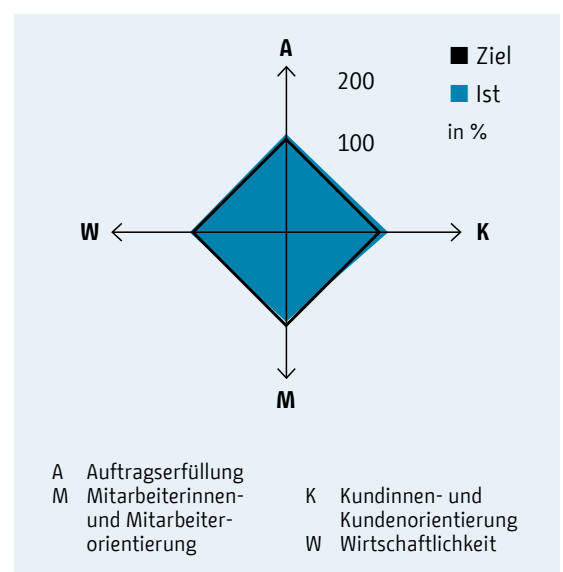 A
Ziel
200
Ist
100
in %
W
K
M
A Auftragserfüllung
M Mitarbeiterinnen-
und Mitarbeiter-
orientierung
K Kundinnen- und
Kundenorientierung
W Wirtschaftlichkeit